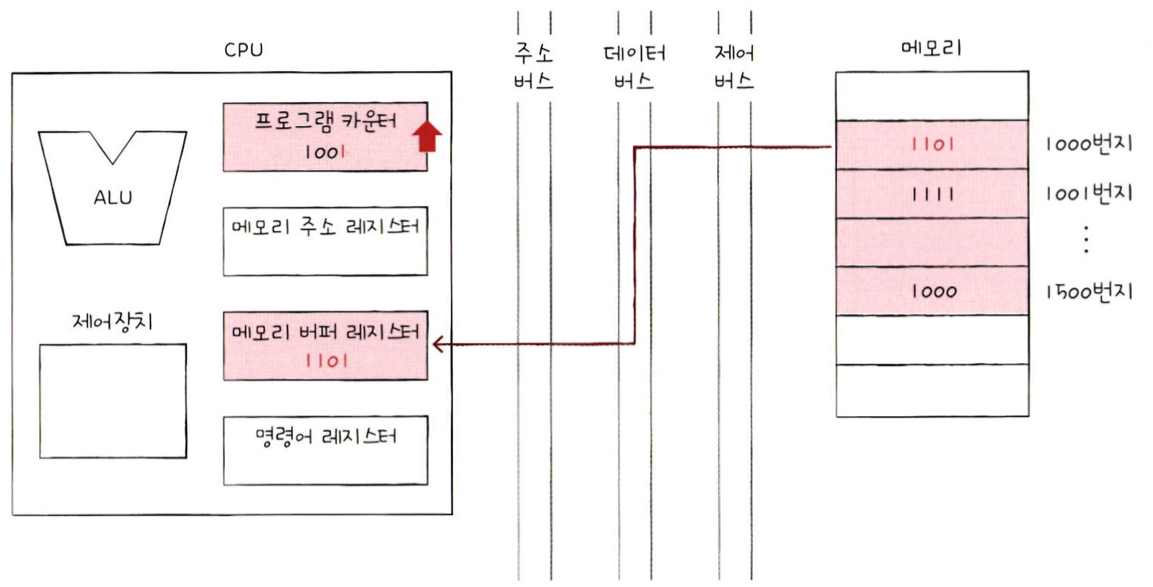 CPU
ALU
제어장치
프로그램 카운터
1001
메모리 주소 레지스터
메모리 버퍼 레지스터
1101
명령어 레지스터
주소
버스
데이터
버스
제어
버스
메모리
1101
1000번지
1111
1001번지
⋮
1000
1500번지